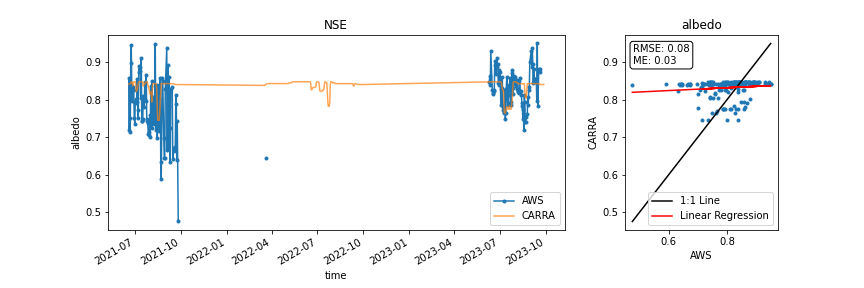 NSE
albedo
0.9
0.8
0.7
0.6
0.5
2021-07
2021-10
2022-01
2022-04
2022-07
2022-10
2023-01
2023-04
2023-07
2023-10
time
AWS
CARRA
albedo
RMSE: 0.08
ME: 0.03
CARRA
0.9
0.8
0.7
0.6
0.5
0.6
0.8
AWS
1:1 Line
Linear Regression